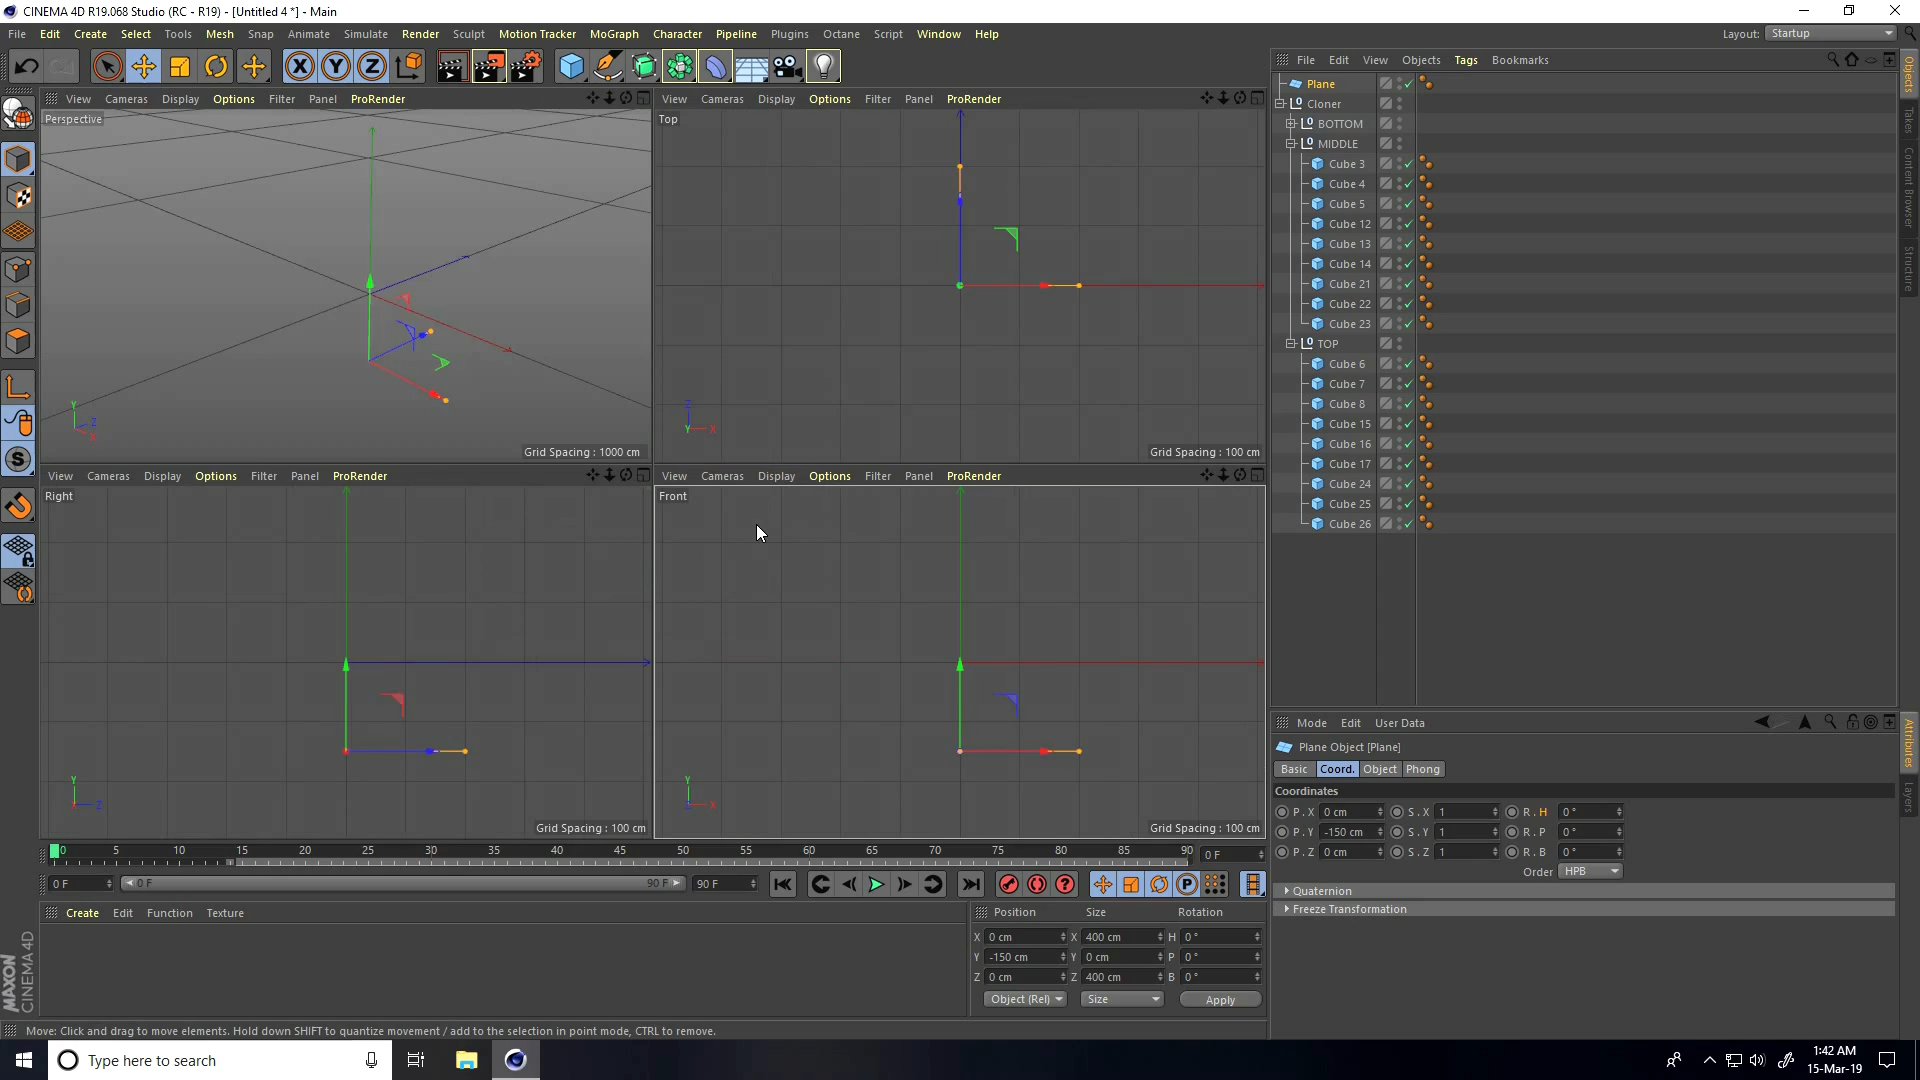 CINEMA 4D R19.068 Studio (RC - R19) - [Untitled 4 *] - Main
File Edit Create Select Tools Mesh Snap Animate Simulate Render Sculpt Motion Tracker MoGraph Character Pipeline Plugins Octane Script Window Help
Layout: Startup
View Cameras Display Options Filter Panel ProRender
Perspective
Grid Spacing : 1000 cm
View Cameras Display Options Filter Panel ProRender
Top
Grid Spacing : 100 cm
View Cameras Display Options Filter Panel ProRender
Right
Grid Spacing : 100 cm
View Cameras Display Options Filter Panel ProRender
Front
Grid Spacing : 100 cm
File Edit View Objects Tags Bookmarks
Plane
Cloner
BOTTOM
MIDDLE
Cube 3
Cube 4
Cube 5
Cube 12
Cube 13
Cube 14
Cube 21
Cube 22
Cube 23
TOP
Cube 6
Cube 7
Cube 8
Cube 15
Cube 16
Cube 17
Cube 24
Cube 25
Cube 26
Objects
Takes
Content Browser
Structure
Mode Edit User Data
Plane Object [Plane]
Basic Coord. Object Phong
Coordinates
P . X 0 cm S . X 1 R . H 0 °
P . Y -150 cm S . Y 1 R . P 0 °
P . Z 0 cm S . Z 1 R . B 0 °
Order HPB
Quaternion
Freeze Transformation
Attributes
Layers
0 5 10 15 20 25 30 35 40 45 50 55 60 65 70 75 80 85 90 0 F
0 F 0 F 90 F 90 F
Create Edit Function Texture
Position Size Rotation
X 0 cm X 400 cm H 0 °
Y -150 cm Y 0 cm P 0 °
Z 0 cm Z 400 cm B 0 °
Object (Rel) Size Apply
MAXON
CINEMA 4D
Move: Click and drag to move elements. Hold down SHIFT to quantize movement / add to the selection in point mode, CTRL to remove.
Type here to search
1:42 AM
15-Mar-19